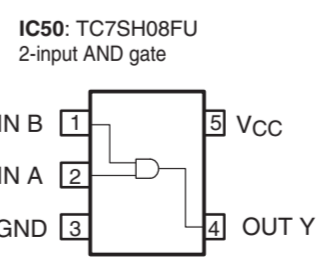 IC50: TC7SH08FU
2-input AND gate
IN B 1 5 VCC
IN A 2
GND 3 4 OUT Y